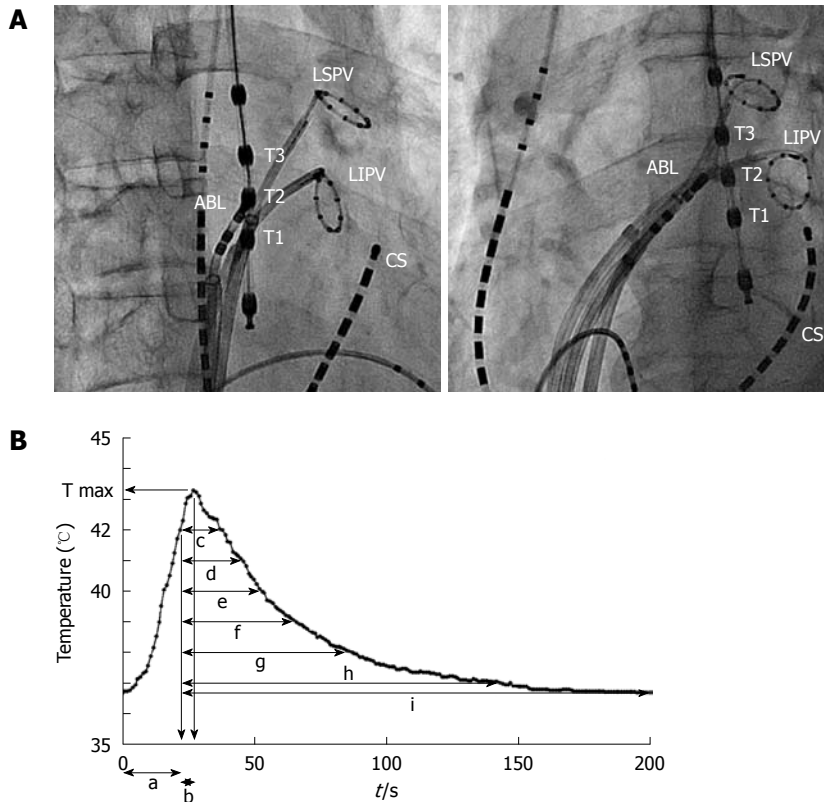 A
LSPV
T3
LIPV
ABL
T2
T1
CS
LSPV
T3
LIPV
ABL
T2
T1
CS
B
45
T max
42
40
35
Temperature (℃)
c
d
e
f
g
h
i
0
50
100
150
200
a
b
t/s